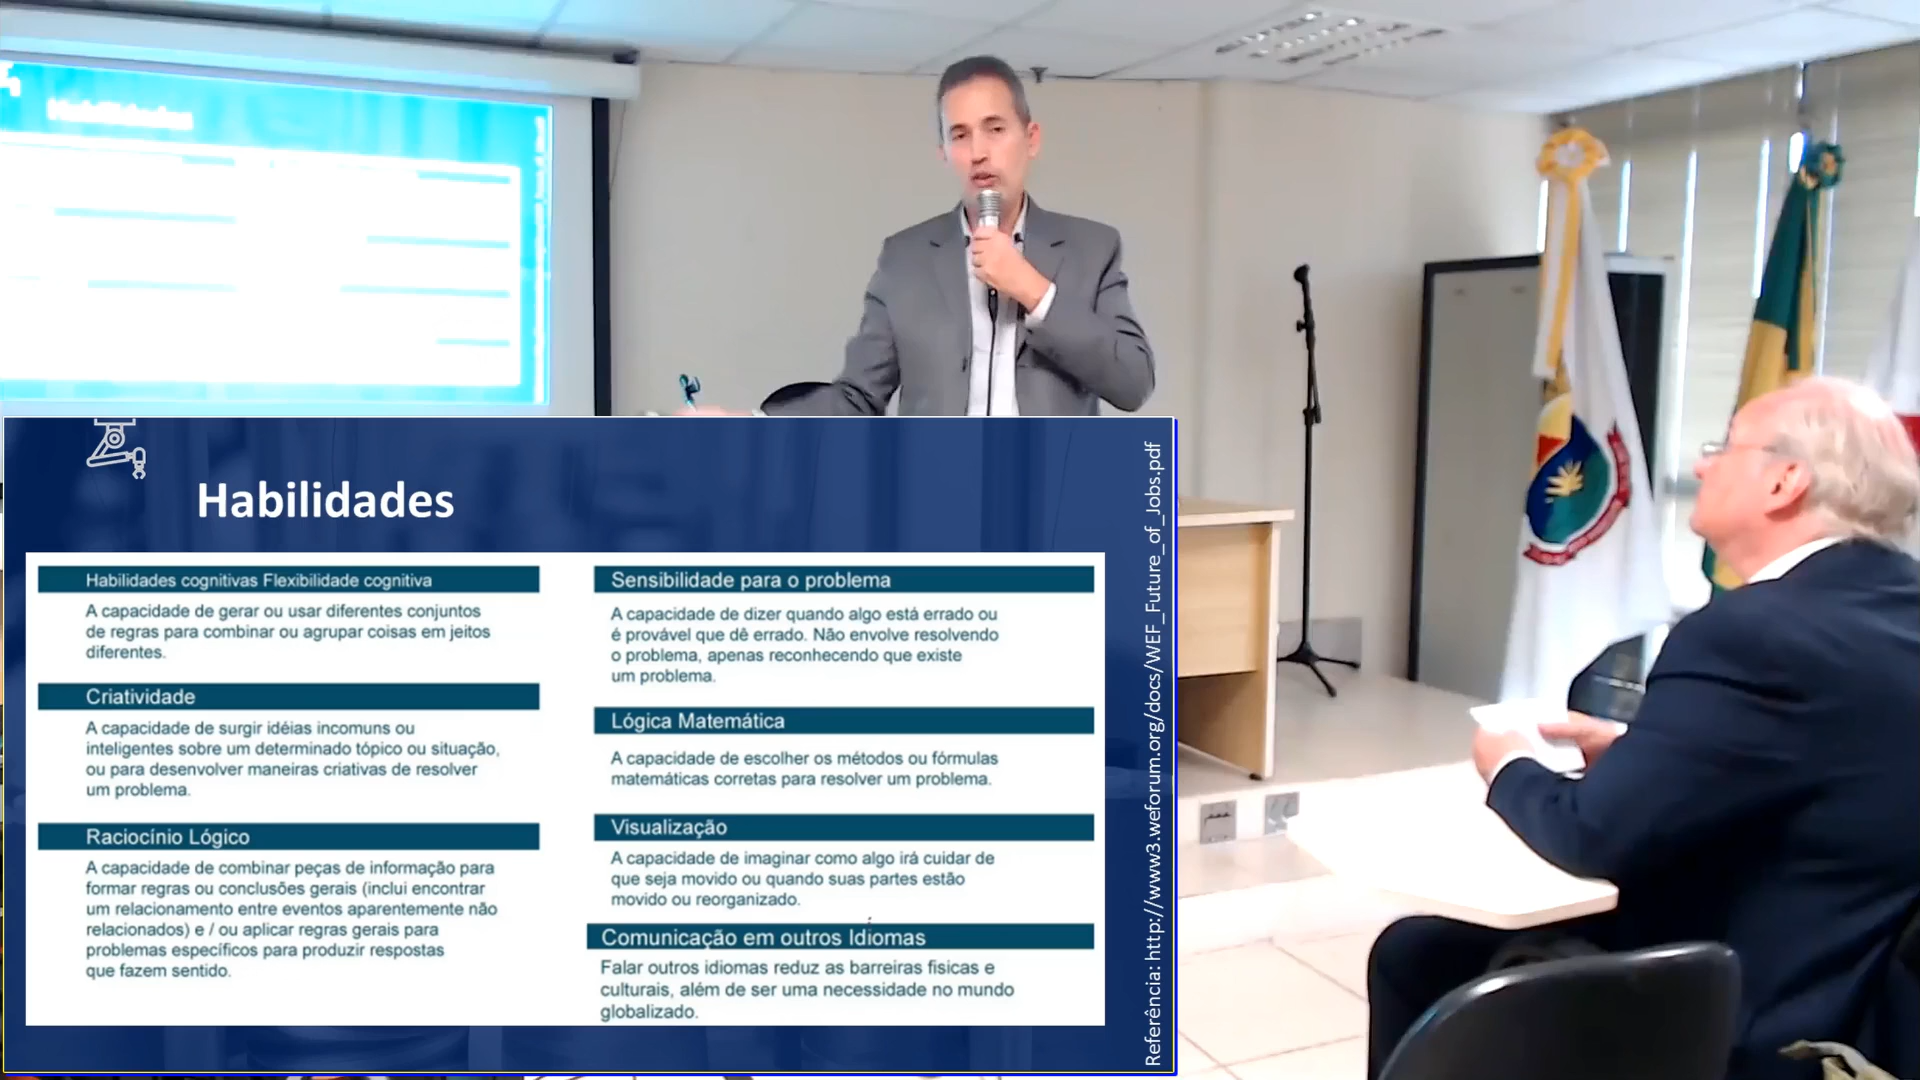 Habilidades
Habilidades
Habilidades cognitivas Flexibilidade cognitiva
A capacidade de gerar ou usar diferentes conjuntos
de regras para combinar ou agrupar coisas em jeitos
diferentes.
Criatividade
A capacidade de surgir idéias incomuns ou
inteligentes sobre um determinado tópico ou situação,
ou para desenvolver maneiras criativas de resolver
um problema.
Raciocínio Lógico
A capacidade de combinar peças de informação para
formar regras ou conclusões gerais (inclui encontrar
um relacionamento entre eventos aparentemente não
relacionados) e / ou aplicar regras gerais para
problemas específicos para produzir respostas
que fazem sentido.
Sensibilidade para o problema
A capacidade de dizer quando algo está errado ou
é provável que dê errado. Não envolve resolvendo
o problema, apenas reconhecendo que existe
um problema.
Lógica Matemática
A capacidade de escolher os métodos ou fórmulas
matemáticas corretas para resolver um problema.
Visualização
A capacidade de imaginar como algo irá cuidar de
que seja movido ou quando suas partes estão
movido ou reorganizado.
Comunicação em outros Idiomas
Falar outros idiomas reduz as barreiras fisicas e
culturais, além de ser uma necessidade no mundo
globalizado.
Referência: http://www3.weforum.org/docs/WEF_Future_of_Jobs.pdf